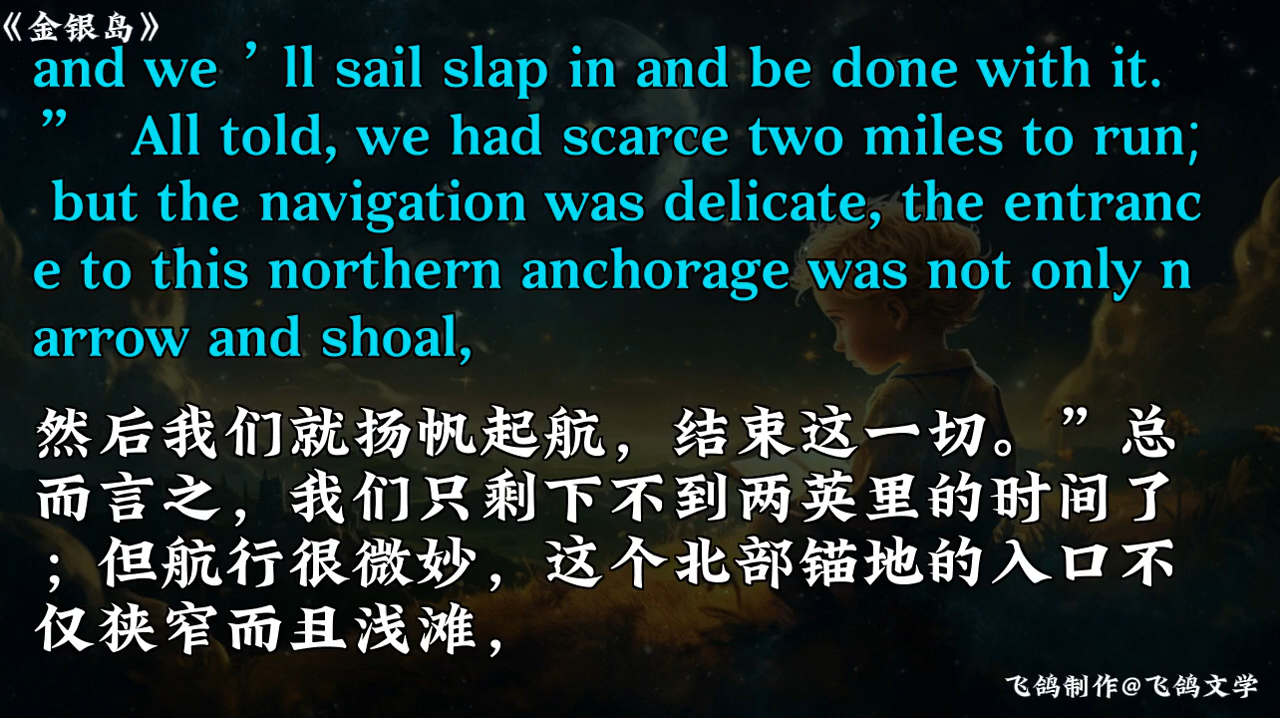 《金银岛》
and we ’ ll sail slap in and be done with it.
” All told, we had scarce two miles to run;
but the navigation was delicate, the entranc
e to this northern anchorage was not only n
arrow and shoal,
然后我们就扬帆起航，结束这一切。”总
而言之，我们只剩下不到两英里的时间了
；但航行很微妙，这个北部锚地的入口不
仅狭窄而且浅滩，
飞鸽制作@飞鸽文学